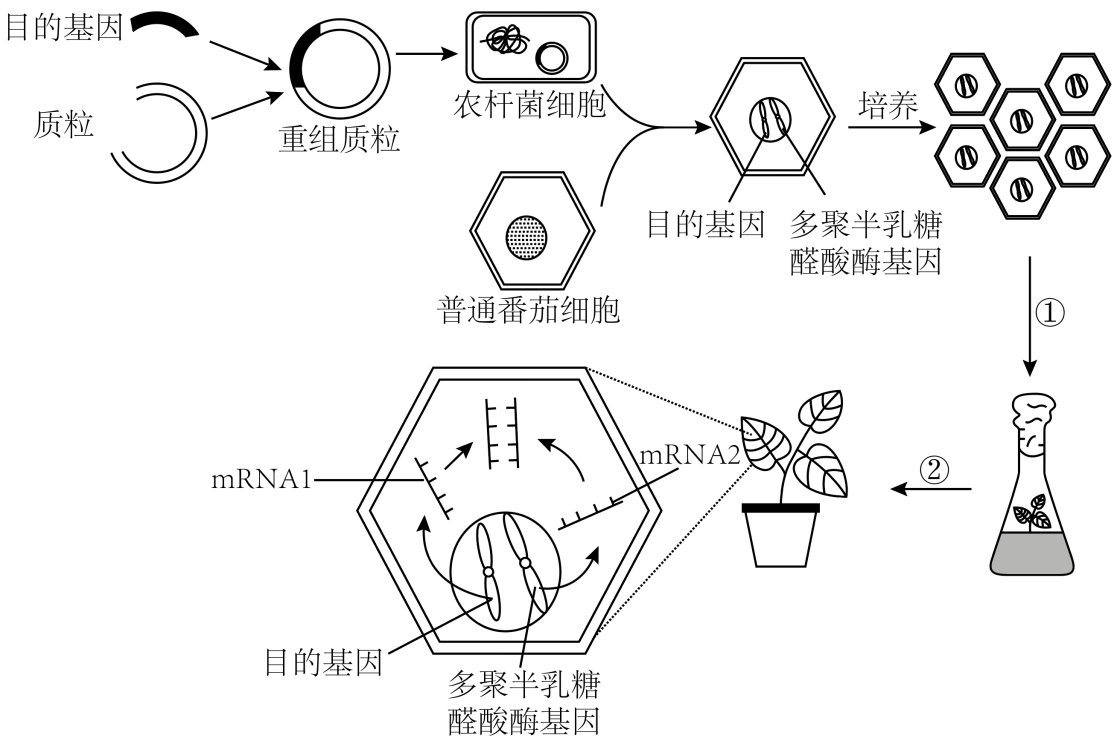 目的基因
质粒
重组质粒
农杆菌细胞
普通番茄细胞
目的基因
多聚半乳糖
醛酸酶基因
培养
①
②
mRNA1
mRNA2
目的基因
多聚半乳糖
醛酸酶基因